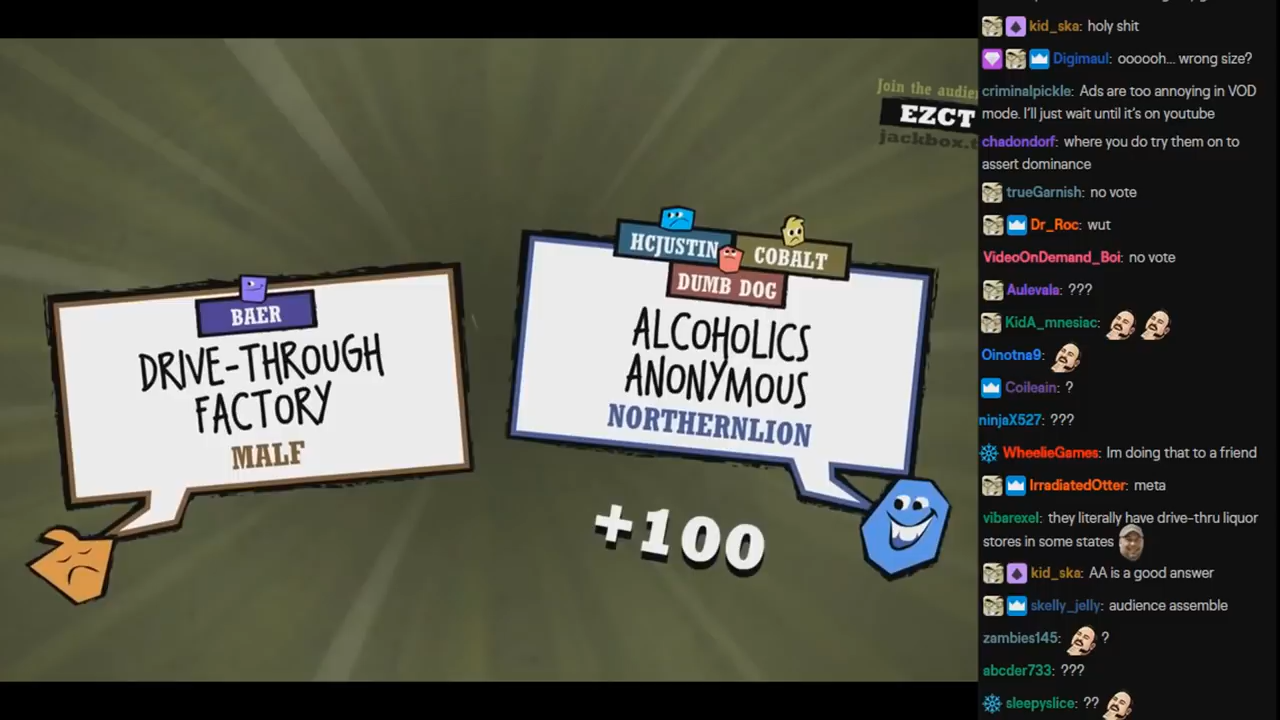 Join the audien
EZCT
jackbox.t
BAER
DRIVE-THROUGH
FACTORY
MALF
HCJUSTIN
COBALT
DUMB DOG
ALCOHOLICS
ANONYMOUS
NORTHERNLION
+100
kid_ska: holy shit
Digimaul: oooooh... wrong size?
criminalpickle: Ads are too annoying in VOD
mode. I'll just wait until it's on youtube
chadondorf: where you do try them on to
assert dominance
trueGarnish: no vote
Dr_Roc: wut
VideoOnDemand_Boi: no vote
Aulevala: ???
KidA_mnesiac:
Oinotna9:
Coileain: ?
ninjaX527: ???
WheelieGames: Im doing that to a friend
IrradiatedOtter: meta
vibarexel: they literally have drive-thru liquor
stores in some states
kid_ska: AA is a good answer
skelly_jelly: audience assemble
zambies145: ?
abcder733: ???
sleepyslice: ??